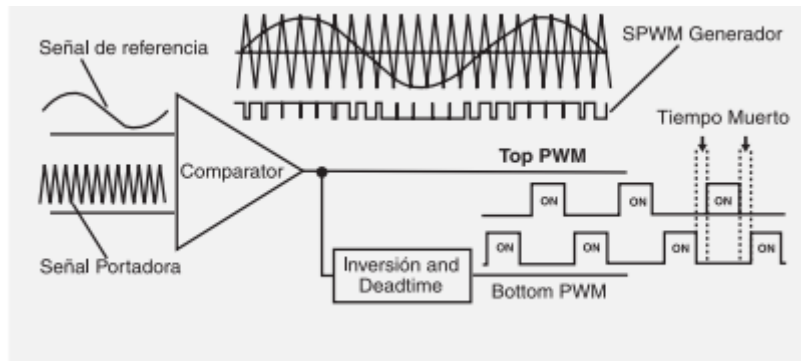 Señal de referencia
SPWM Generador
Tiempo Muerto
Comparator
Top PWM
ON
ON
ON
ON
ON
ON
ON
Señal Portadora
Inversión and
Deadtime
Bottom PWM